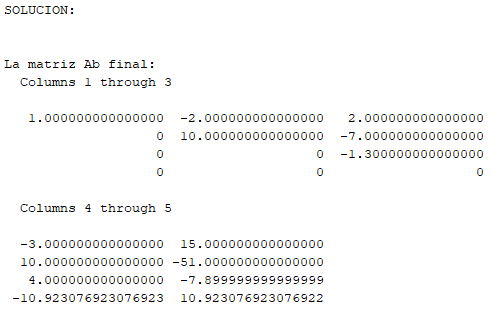 SOLUCION:
La matriz Ab final:
Columns 1 through 3
1.000000000000000 -2.000000000000000 2.000000000000000
0 10.000000000000000 -7.000000000000000
0 0 -1.300000000000000
0 0 0
Columns 4 through 5
-3.000000000000000 15.000000000000000
10.000000000000000 -51.000000000000000
4.000000000000000 -7.899999999999999
-10.923076923076923 10.923076923076922